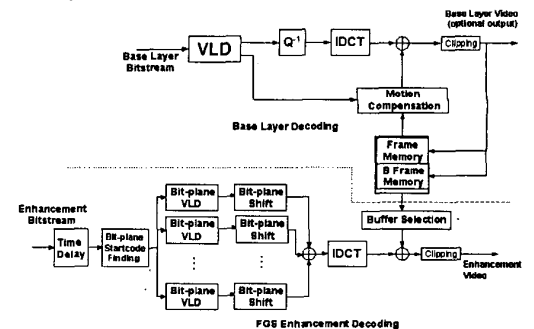 Base Layer Video
(optional output)
VLD
Q-1
IDCT
Clipping
Base Layer
Bitstream
Motion
Compensation
Base Layer Decoding
Frame
Memory
B Frame
Memory
Enhancement
Bitstream
Time
Delay
Bit-plane
Startcode
Finding
Bit-plane
VLD
Bit-plane
Shift
Bit-plane
VLD
Bit-plane
Shift
Bit-plane
VLD
Bit-plane
Shift
Buffer Selection
IDCT
Clipping
Enhancement
Video
FGS Enhancement Decoding